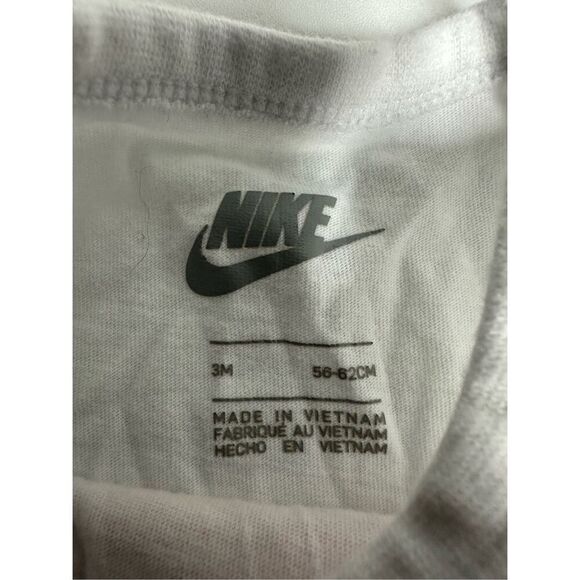 NIKE
3M 56-62CM
MADE IN VIETNAM
FABRIQUÉ AU VIETNAM
HECHO EN VIETNAM